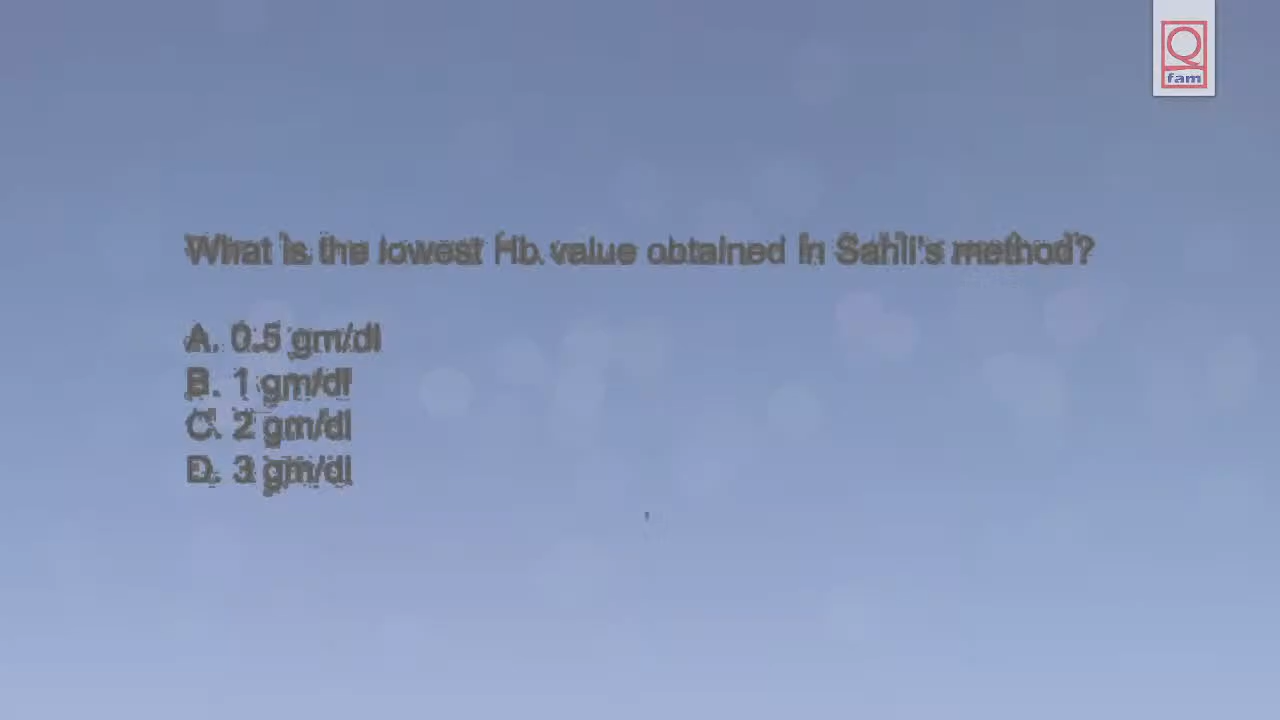 Q
fam
What is the lowest Hb value obtained in Sahli's method?
A. 0.5 gm/dl
B. 1 gm/dl
C. 2 gm/dl
D. 3 gm/dl